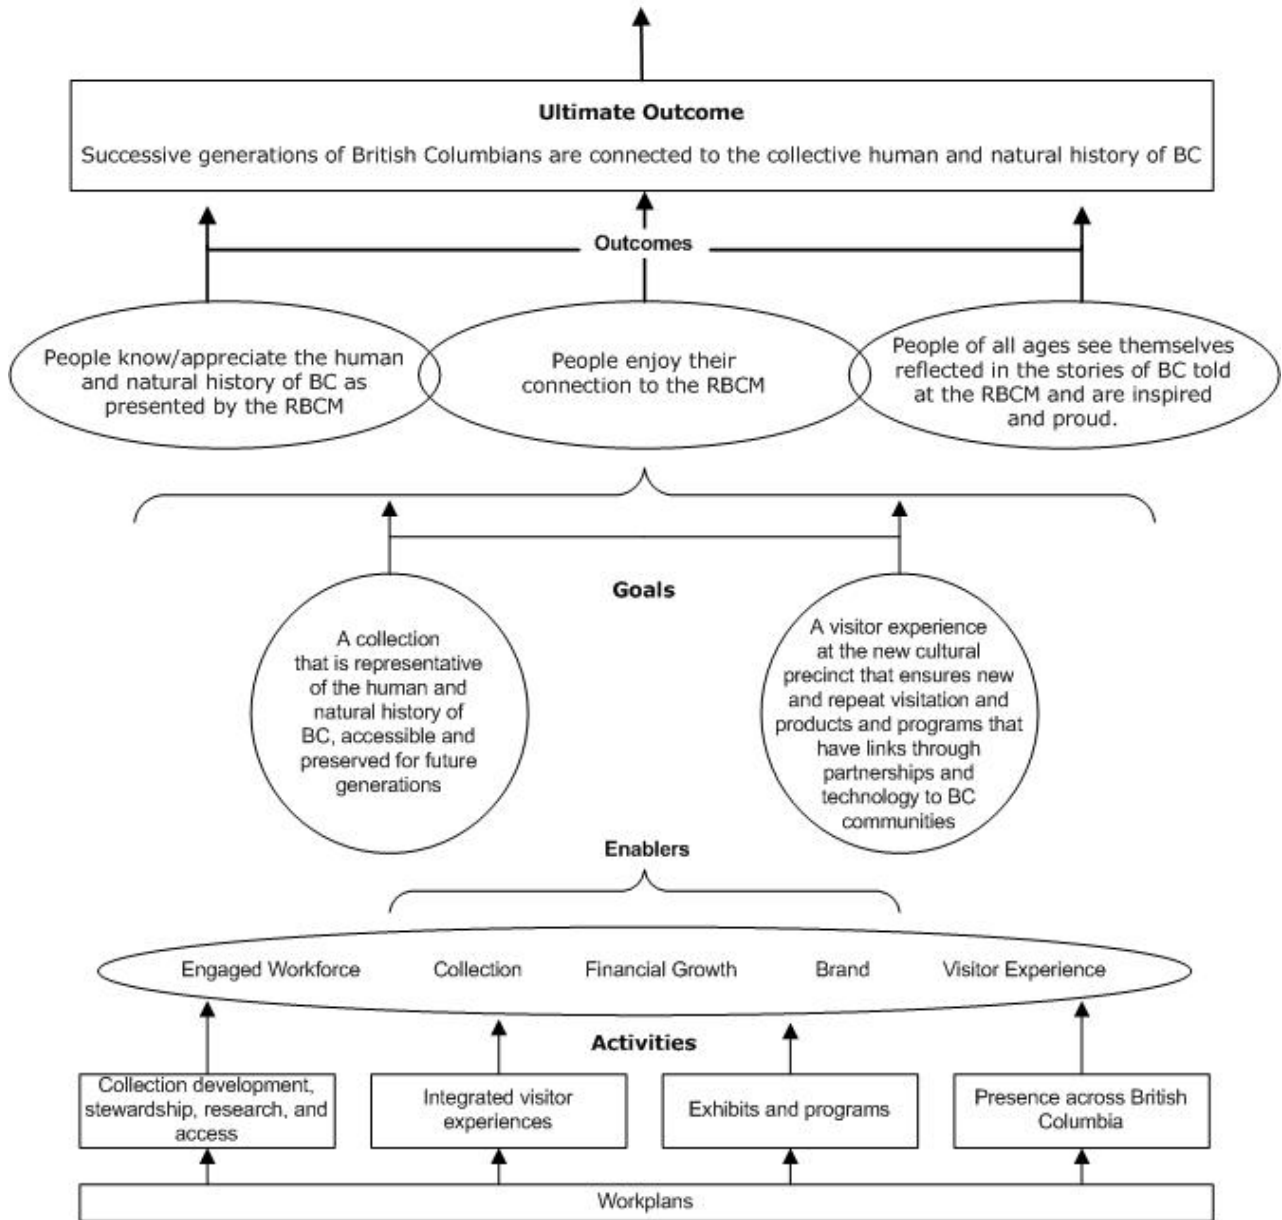 Ultimate Outcome
Successive generations of British Columbians are connected to the collective human and natural history of BC
Outcomes
People know/appreciate the human
and natural history of BC as
presented by the RBCM
People enjoy their
connection to the RBCM
People of all ages see themselves
reflected in the stories of BC told
at the RBCM and are inspired
and proud.
Goals
A collection
that is representative
of the human and
natural history of
BC, accessible and
preserved for future
generations
A visitor experience
at the new cultural
precinct that ensures new
and repeat visitation and
products and programs that
have links through
partnerships and
technology to BC
communities
Enablers
Engaged Workforce
Collection
Financial Growth
Brand
Visitor Experience
Activities
Collection development,
stewardship, research, and
access
Integrated visitor
experiences
Exhibits and programs
Presence across British
Columbia
Workplans